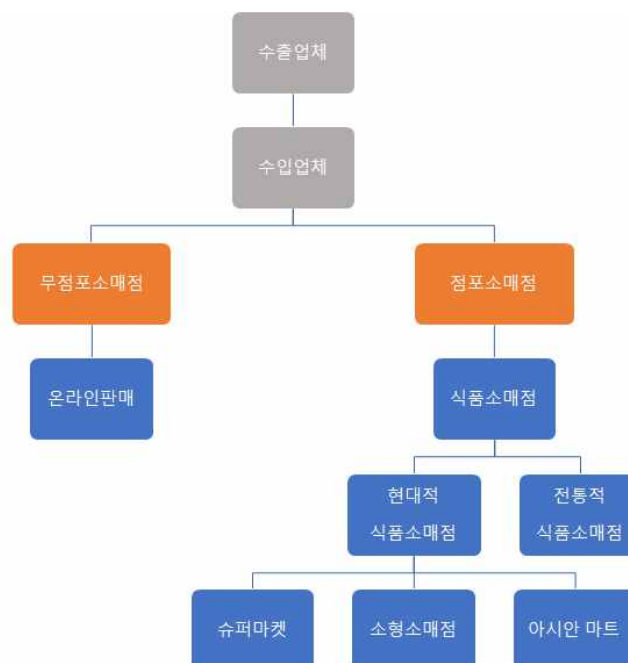 수출업체
수입업체
무점포소매점
점포소매점
온라인판매
식품소매점
현대적
식품소매점
전통적
식품소매점
슈퍼마켓
소형소매점
아시안 마트